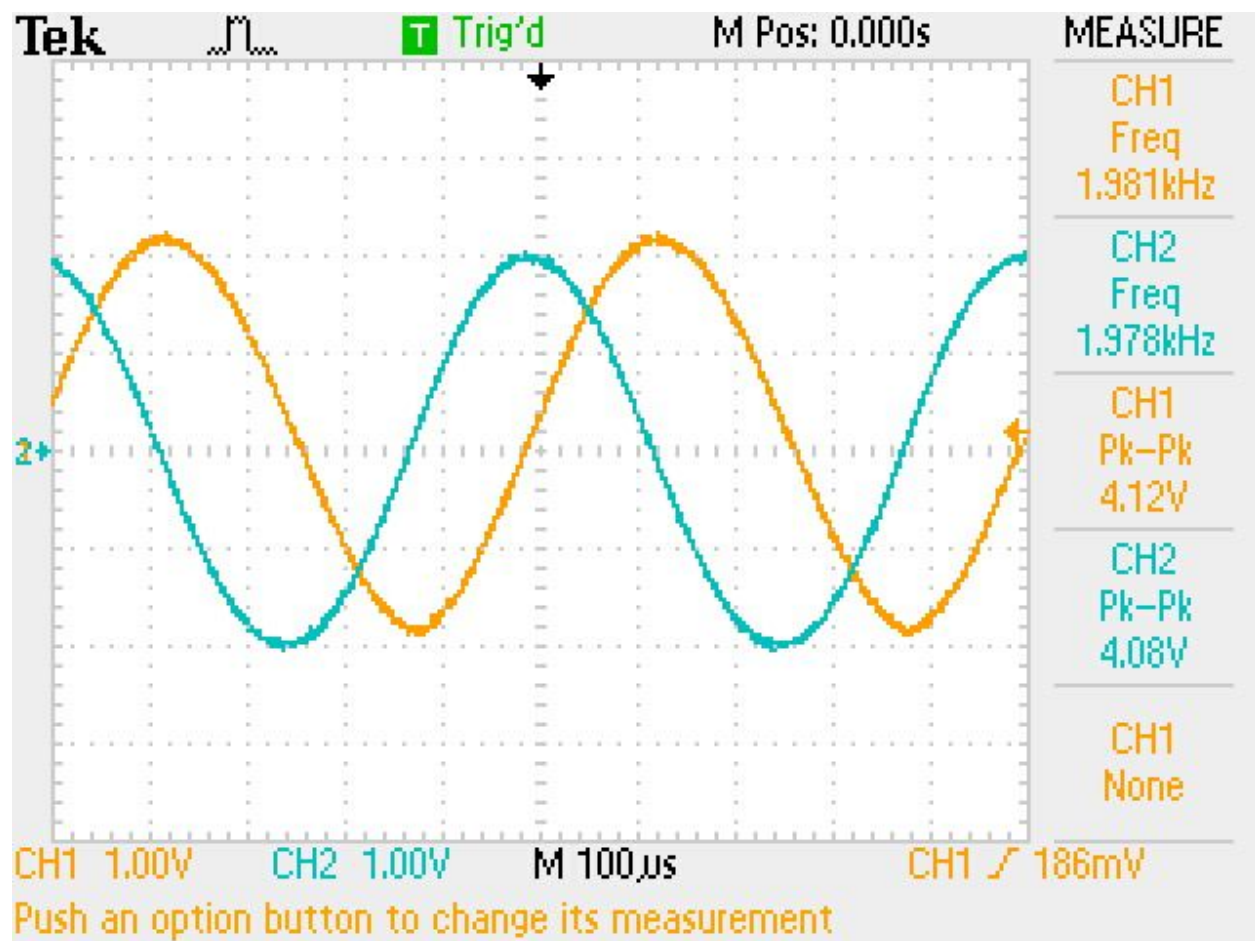 Tek T Trig'd M Pos: 0.000s MEASURE
CH1
Freq
1.981kHz
CH2
Freq
1.978kHz
CH1
Pk-Pk
4.12V
CH2
Pk-Pk
4.08V
CH1
None
2
CH1 1.00V CH2 1.00V M 100µs CH1 186mV
Push an option button to change its measurement